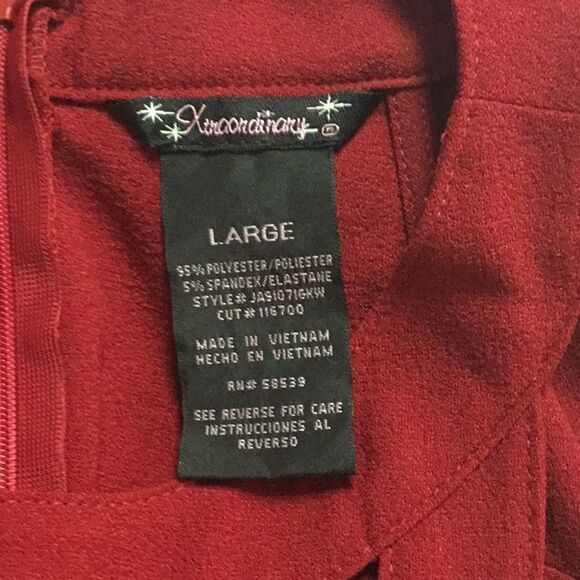 Xtraordinary ®
LARGE
95% POLYESTER/POLIESTER
5% SPANDEX/ELASTANE
STYLE# JAS1071GKW
CUT# 116700
MADE IN VIETNAM
HECHO EN VIETNAM
RN# 58539
SEE REVERSE FOR CARE
INSTRUCCIONES AL
REVERSO